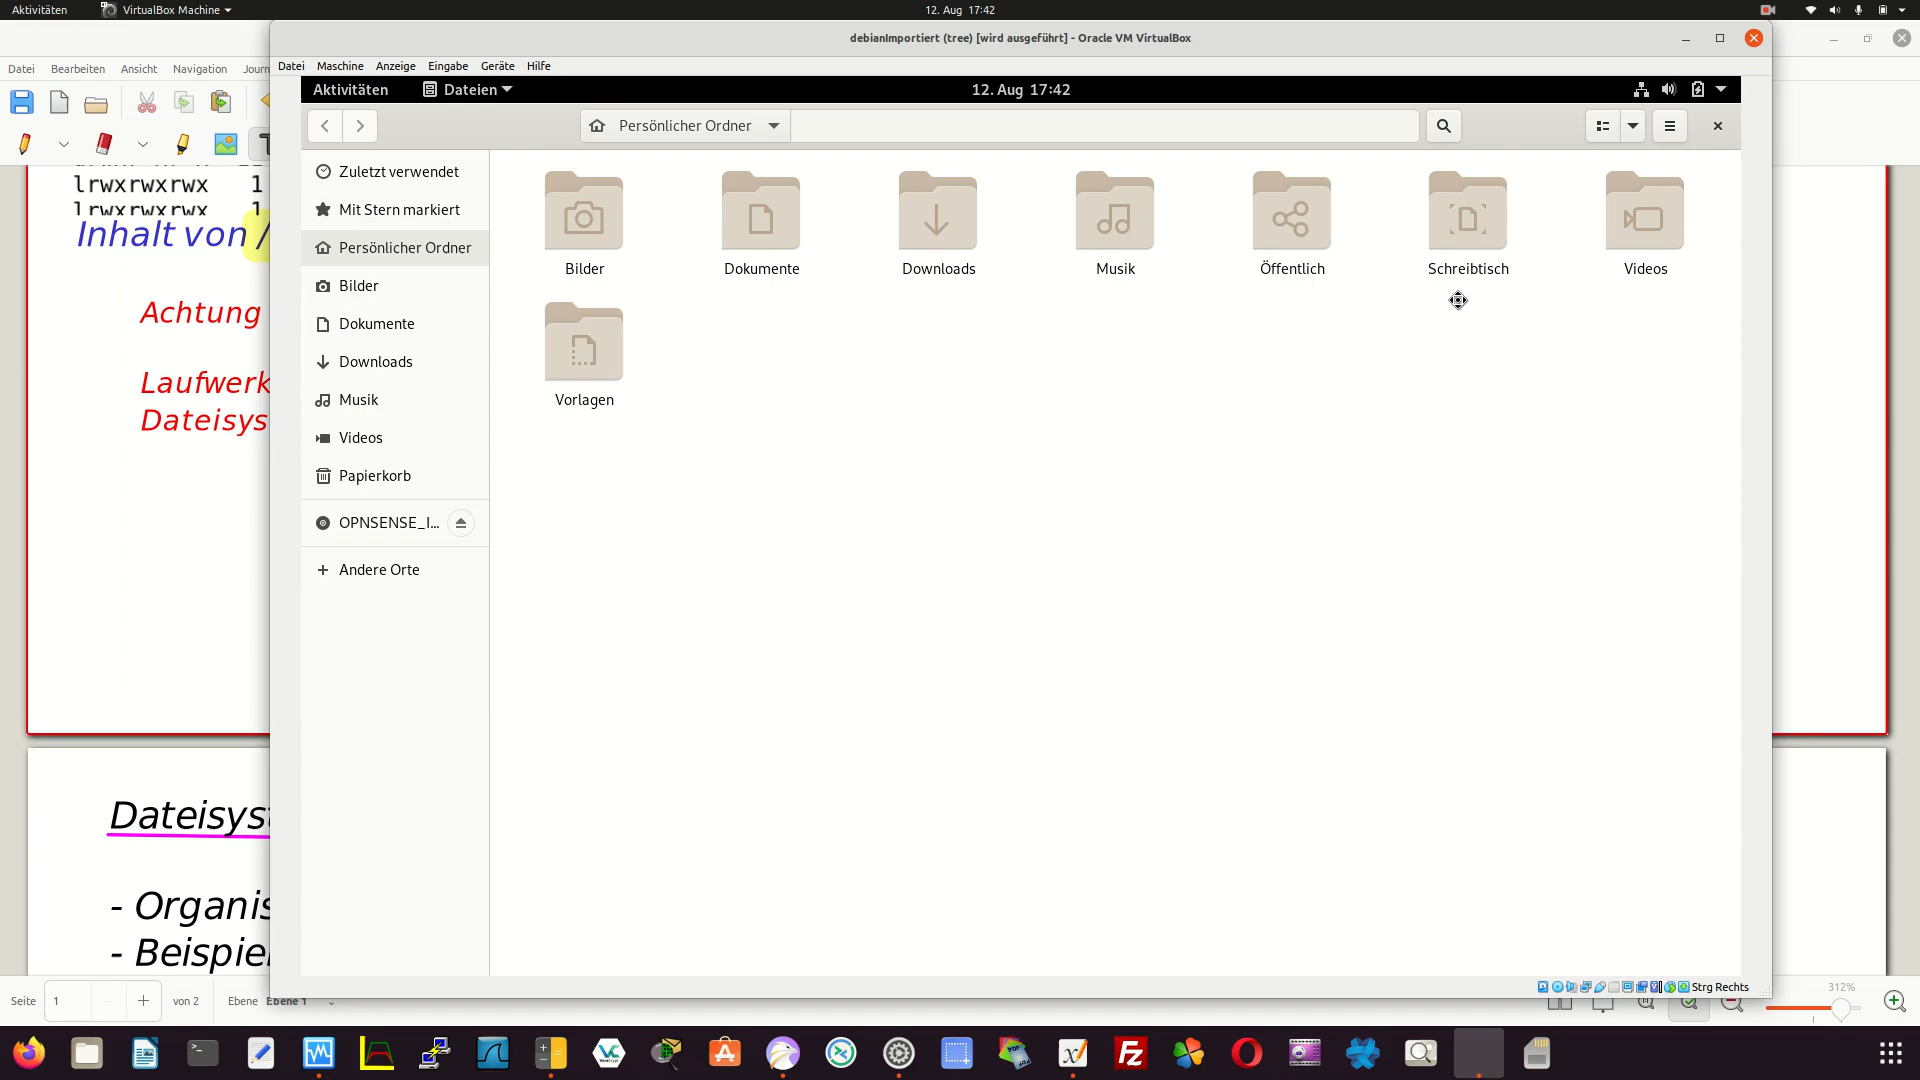 Aktivitäten VirtualBox Machine 12. Aug 17:42
debianImportiert (tree) [wird ausgeführt] - Oracle VM VirtualBox
Datei Bearbeiten Ansicht Navigation Journ
Datei Maschine Anzeige Eingabe Geräte Hilfe
Aktivitäten Dateien 12. Aug 17:42
Persönlicher Ordner
lrwxrwxrwx 1
lrwxrwxrwx 1
Inhalt von /
Achtung
Laufwerk
Dateisys
Zuletzt verwendet
Mit Stern markiert
Persönlicher Ordner
Bilder
Dokumente
Downloads
Musik
Videos
Papierkorb
OPNSENSE_I...
Andere Orte
Bilder Dokumente Downloads Musik Öffentlich Schreibtisch Videos
Vorlagen
Dateisyst
- Organis
- Beispiel
Strg Rechts
Seite 1 von 2 Ebene Ebene 1 312%